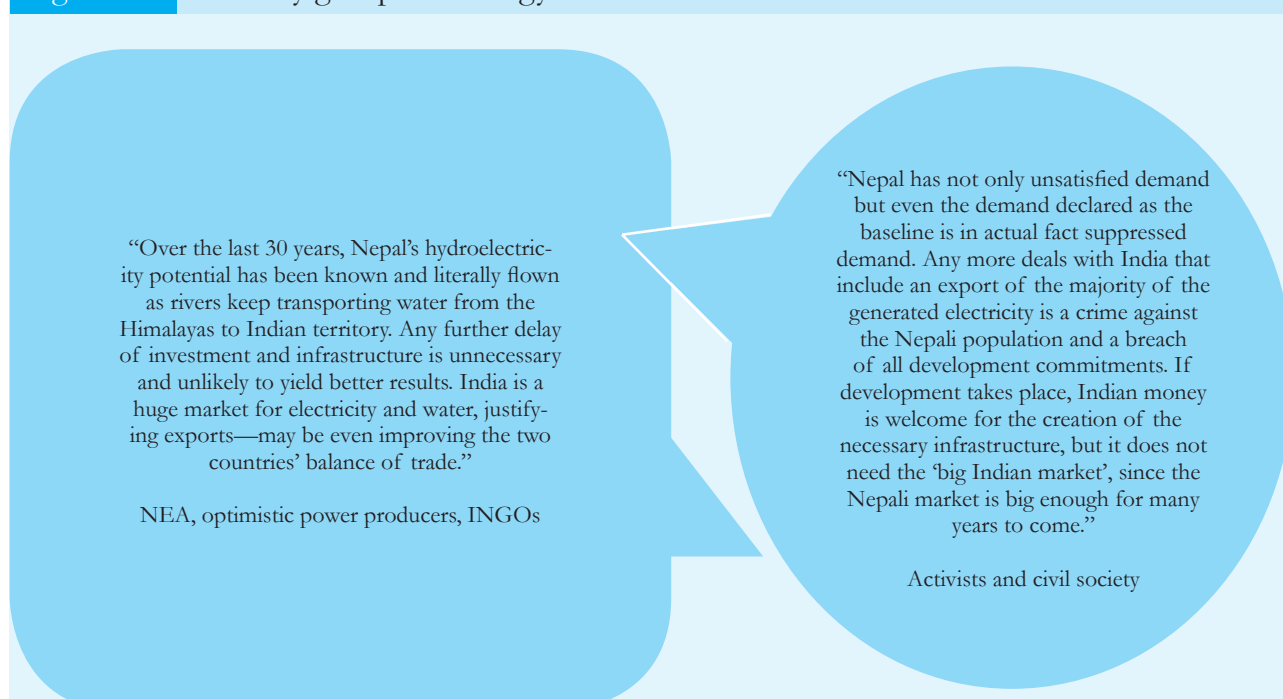 “Over the last 30 years, Nepal’s hydroelectric-
ity potential has been known and literally flown
as rivers keep transporting water from the
Himalayas to Indian territory. Any further delay
of investment and infrastructure is unnecessary
and unlikely to yield better results. India is a
huge market for electricity and water, justify-
ing exports—may be even improving the two
countries’ balance of trade.”
NEA, optimistic power producers, INGOs
“Nepal has not only unsatisfied demand
but even the demand declared as the
baseline is in actual fact suppressed
demand. Any more deals with India that
include an export of the majority of the
generated electricity is a crime against
the Nepali population and a breach
of all development commitments. If
development takes place, Indian money
is welcome for the creation of the
necessary infrastructure, but it does not
need the ‘big Indian market’, since the
Nepali market is big enough for many
years to come.”
Activists and civil society